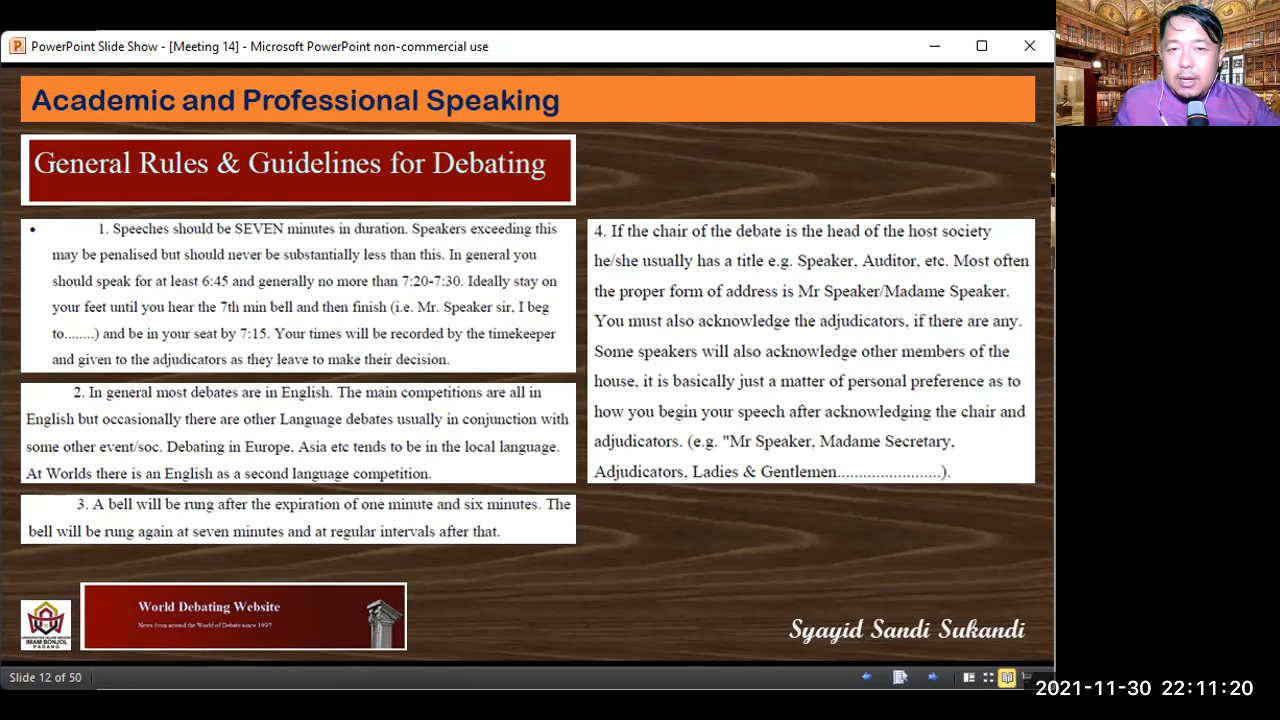 PowerPoint Slide Show - [Meeting 14] - Microsoft PowerPoint non-commercial use
Academic and Professional Speaking
General Rules & Guidelines for Debating
• 1. Speeches should be SEVEN minutes in duration. Speakers exceeding this
may be penalised but should never be substantially less than this. In general you
should speak for at least 6:45 and generally no more than 7:20-7:30. Ideally stay on
your feet until you hear the 7th min bell and then finish (i.e. Mr. Speaker sir, I beg
to........) and be in your seat by 7:15. Your times will be recorded by the timekeeper
and given to the adjudicators as they leave to make their decision.
2. In general most debates are in English. The main competitions are all in
English but occasionally there are other Language debates usually in conjunction with
some other event/soc. Debating in Europe, Asia etc tends to be in the local language.
At Worlds there is an English as a second language competition.
3. A bell will be rung after the expiration of one minute and six minutes. The
bell will be rung again at seven minutes and at regular intervals after that.
4. If the chair of the debate is the head of the host society
he/she usually has a title e.g. Speaker, Auditor, etc. Most often
the proper form of address is Mr Speaker/Madame Speaker.
You must also acknowledge the adjudicators, if there are any.
Some speakers will also acknowledge other members of the
house, it is basically just a matter of personal preference as to
how you begin your speech after acknowledging the chair and
adjudicators. (e.g. "Mr Speaker, Madame Secretary,
Adjudicators, Ladies & Gentlemen.......................).
UNIVERSITAS ISLAM NEGERI
IMAM BONJOL
PADANG
World Debating Website
News from around the World of Debate since 1997
Syayid Sandi Sukandi
Slide 12 of 50
2021-11-30 22:11:20